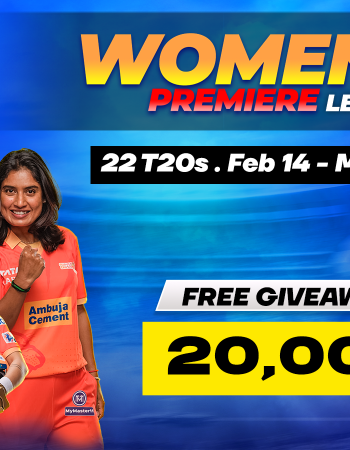 WOMEN
PREMIERE LE
22 T20s . Feb 14 - M
FREE GIVEAW
20,00
Ambuja
Cement
MyMaster11